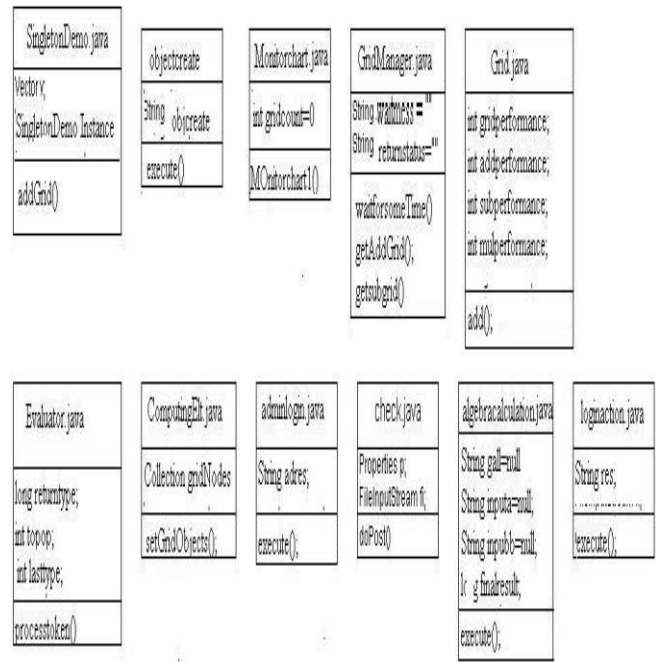 SingletonDemo.java
Vector v;
SingletonDemo Instance
addGrid()
objectcreate
String objcreate
execute()
Monitorchart.java
int gridcount=0
MOnitorchart1()
GridManager.java
String waitmess = ""
String returnstatus=""
waitforsomeTime()
getAddGrid();
getsubgrid()
Grid.java
int gridperformance;
int addperformance;
int subperformance;
int mulperformance;
add();
Evaluator.java
long returntype;
int topop;
int lasttype;
processtoken()
ComputingElt.java
Collection gridNodes
setGridObjects();
adminlogin.java
String adres;
execute();
check.java
Properties p;
FileInputStream fi;
doPost()
algebracalculation.java
String gall=null
String inputa=null;
String inputb=null;
finalresult;
execute();
loginaction.java
String res;
execute();